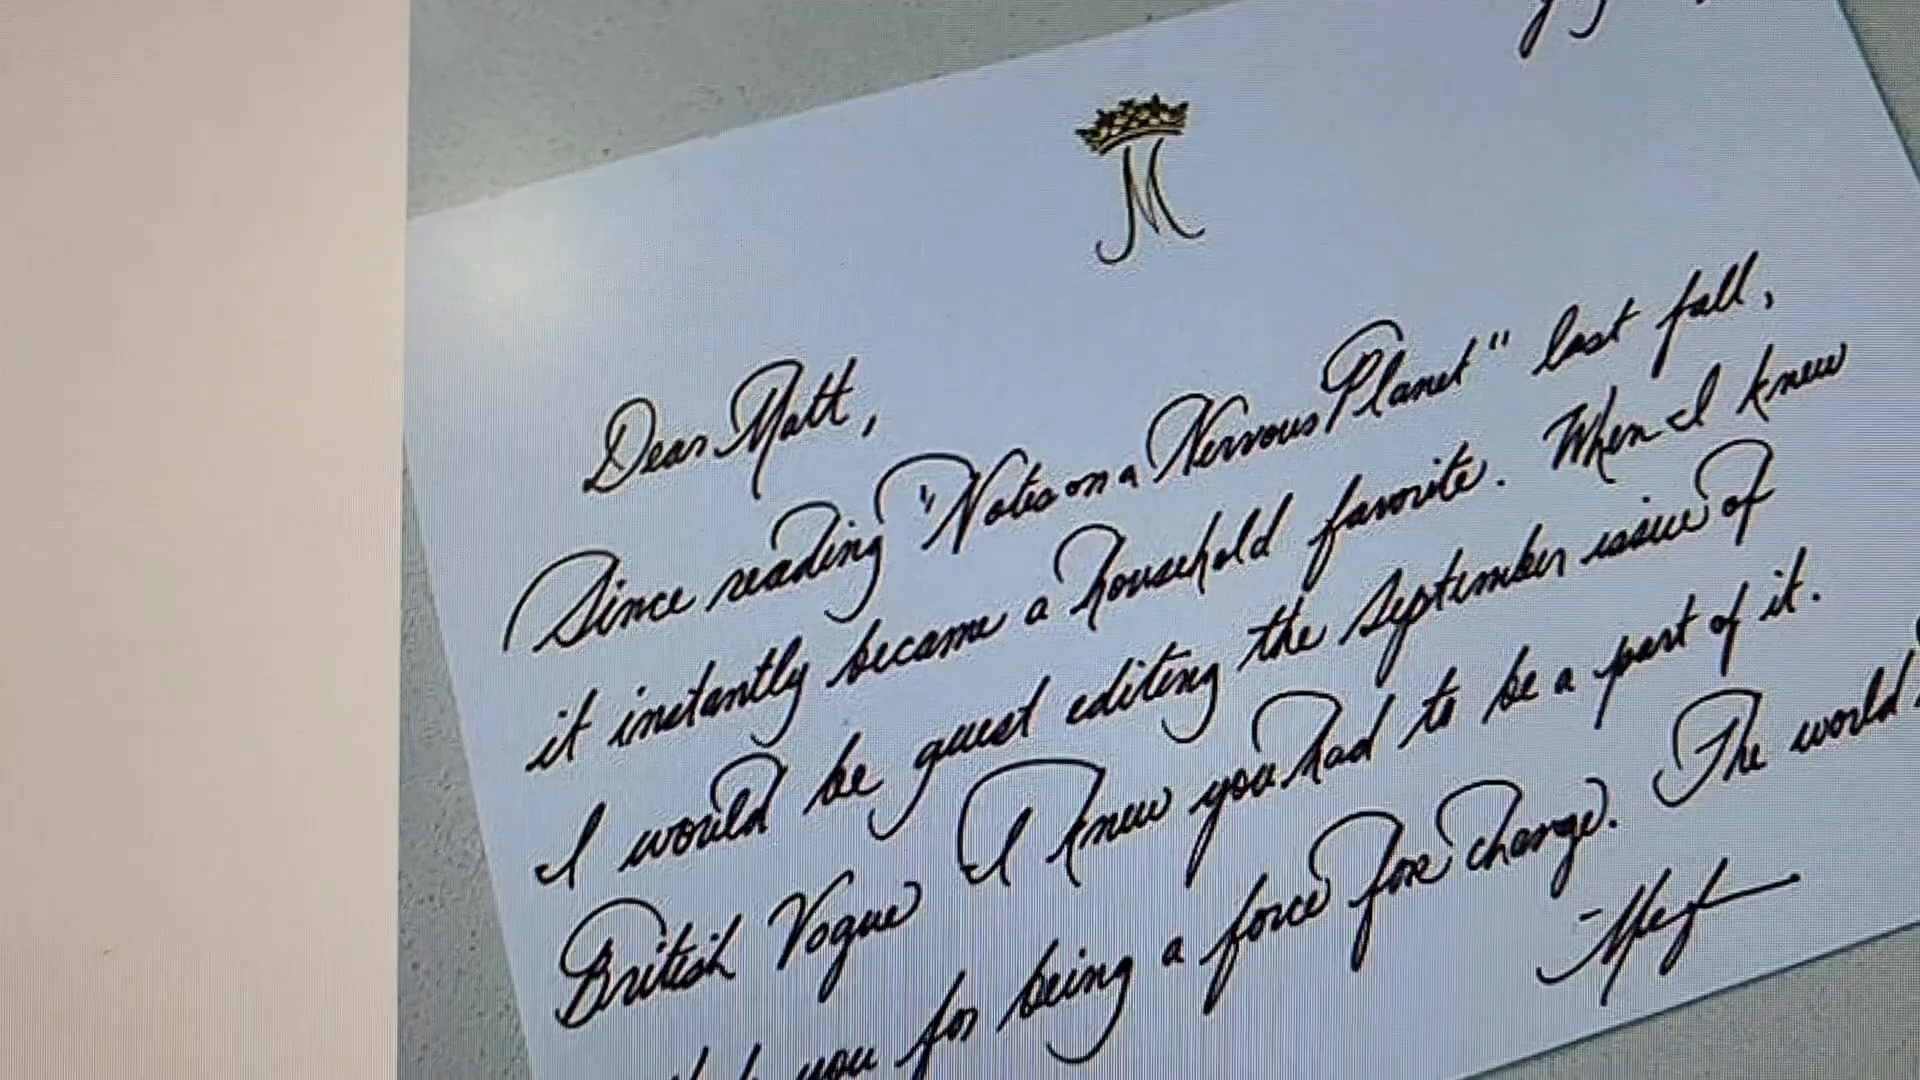 M
Dear Matt,
Since reading "Notes on a Nervous Planet" last fall,
it instantly became a household favorite. When I knew
I would be guest editing the September issue of
British Vogue I knew you had to be a part of it.
you for being a force for change. The world